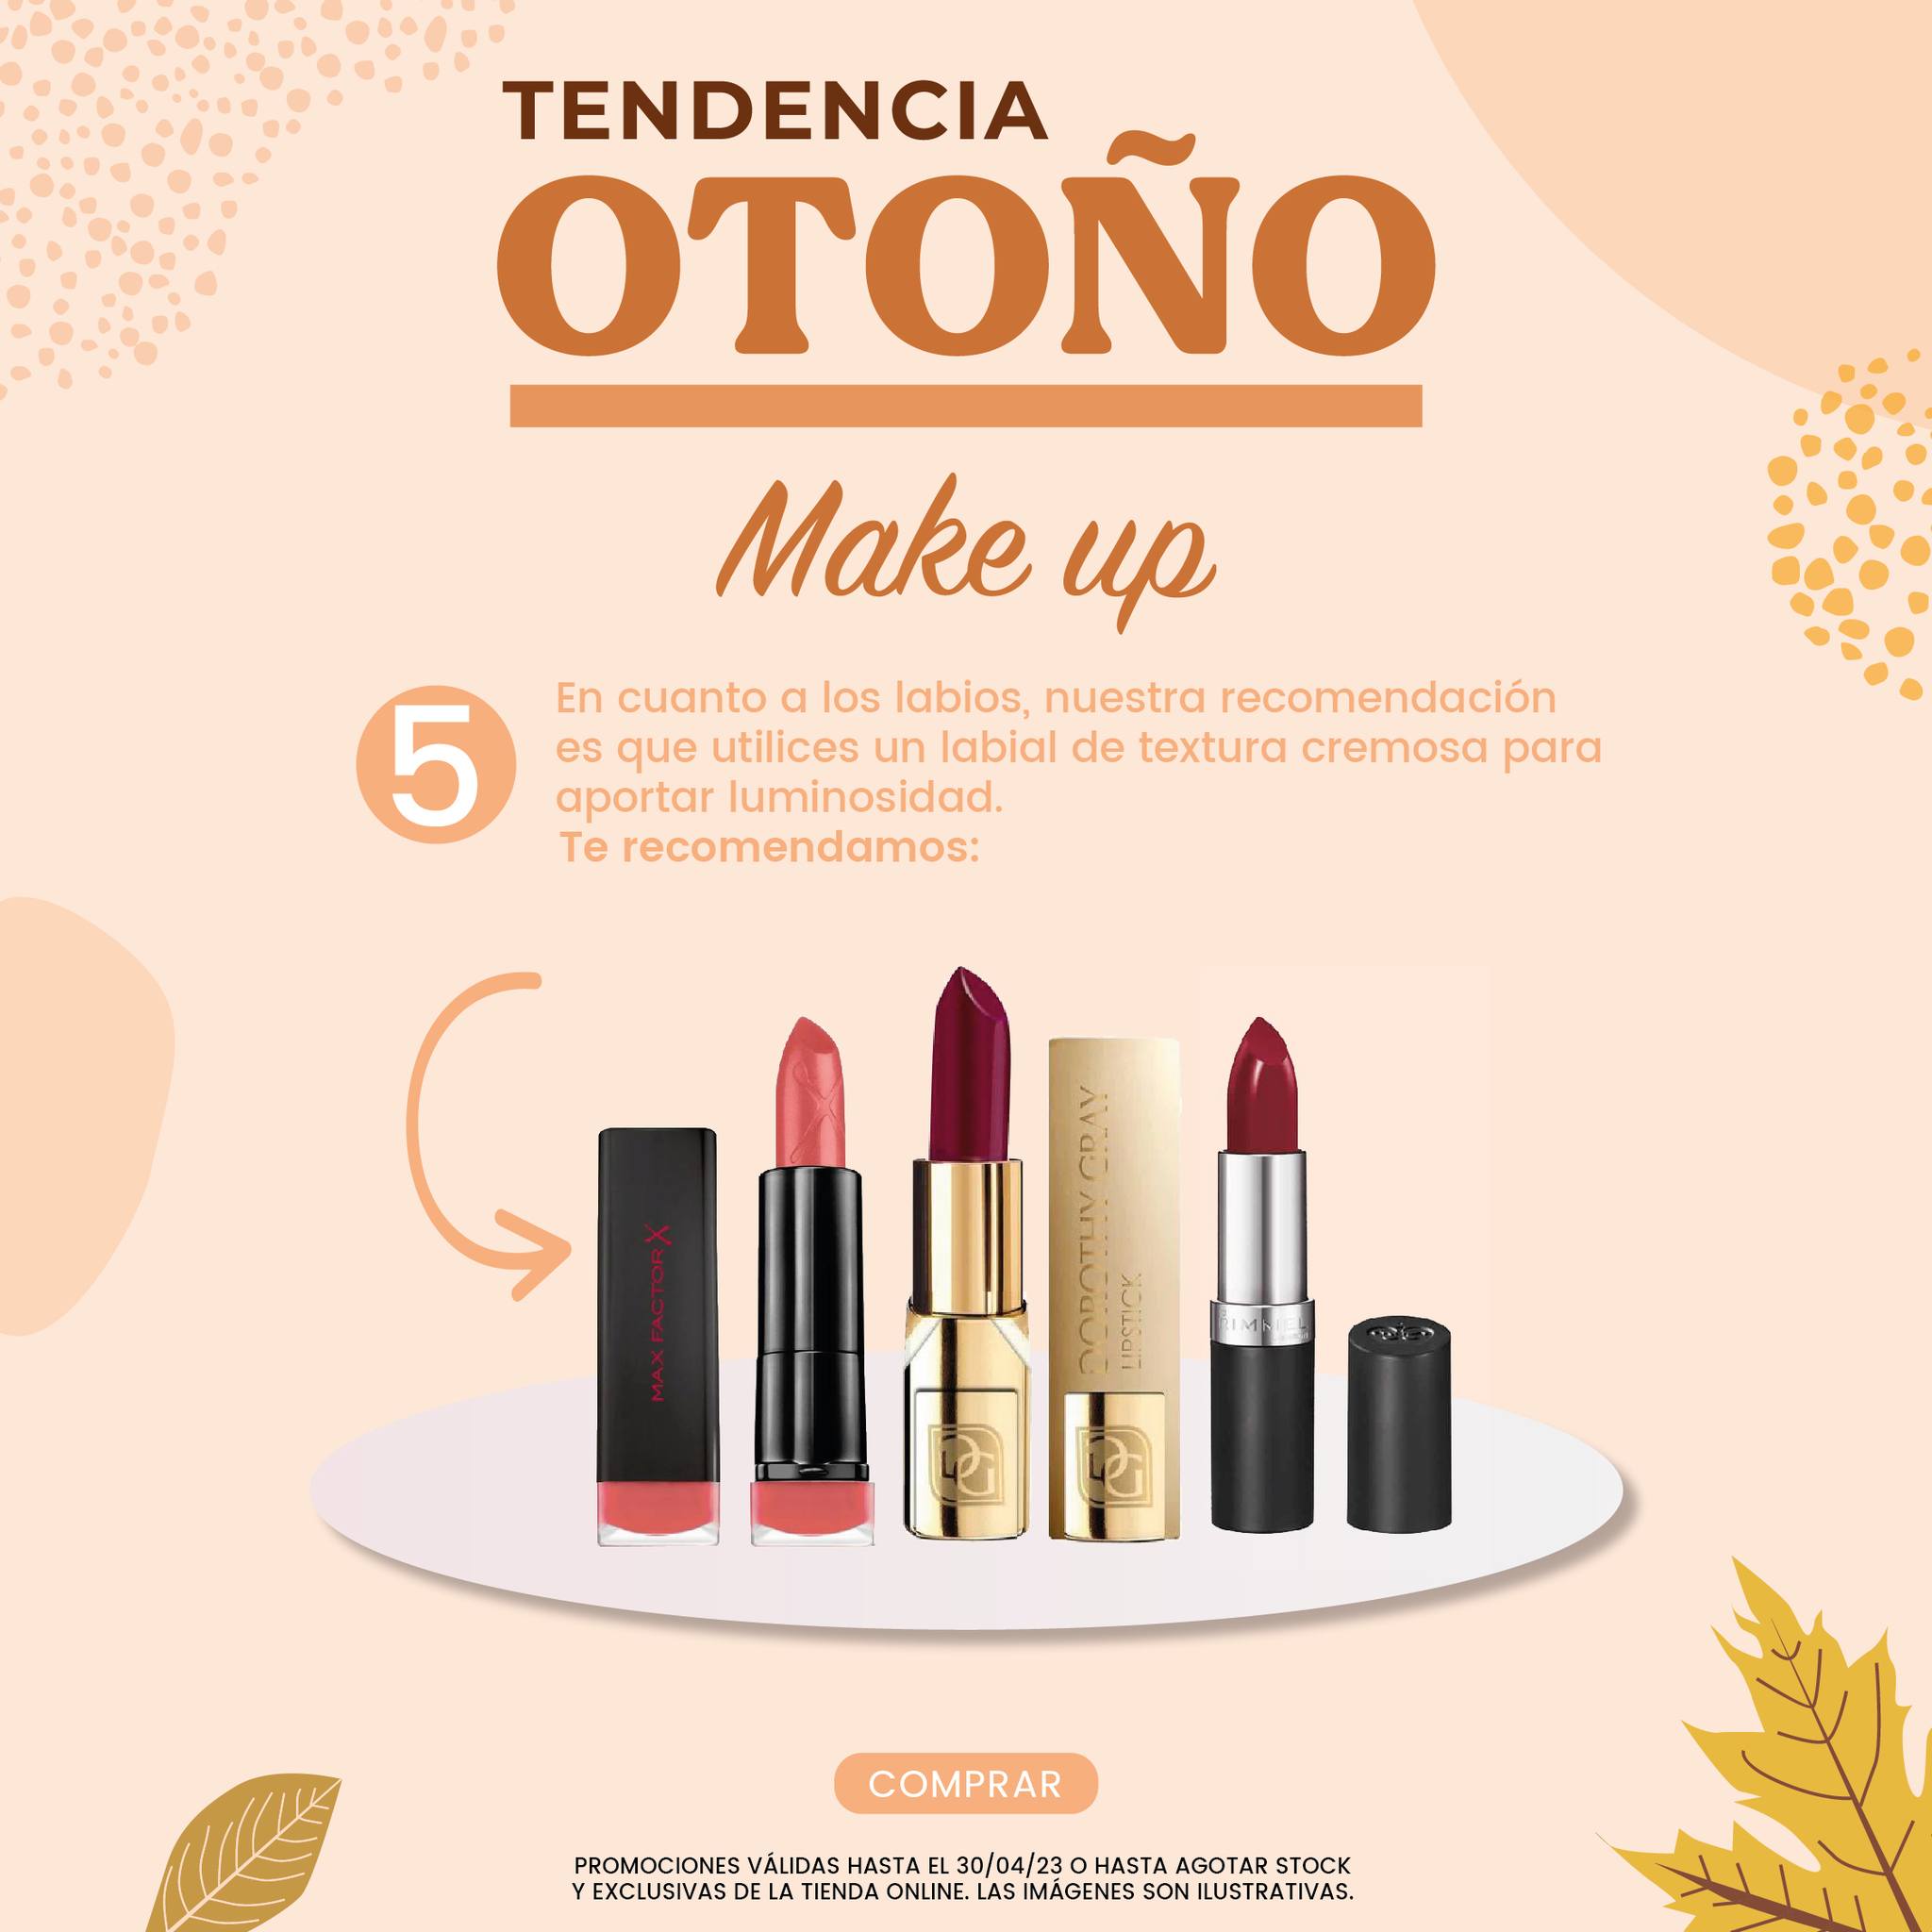 TENDENCIA
OTOÑO
Make up
5
En cuanto a los labios, nuestra recomendación
es que utilices un labial de textura cremosa para
aportar luminosidad.
Te recomendamos:
MAX FACTOR X
DOROTHY GRAY
LIPSTICK
DG
DG
RIMMEL
COMPRAR
PROMOCIONES VÁLIDAS HASTA EL 30/04/23 O HASTA AGOTAR STOCK
Y EXCLUSIVAS DE LA TIENDA ONLINE. LAS IMÁGENES SON ILUSTRATIVAS.